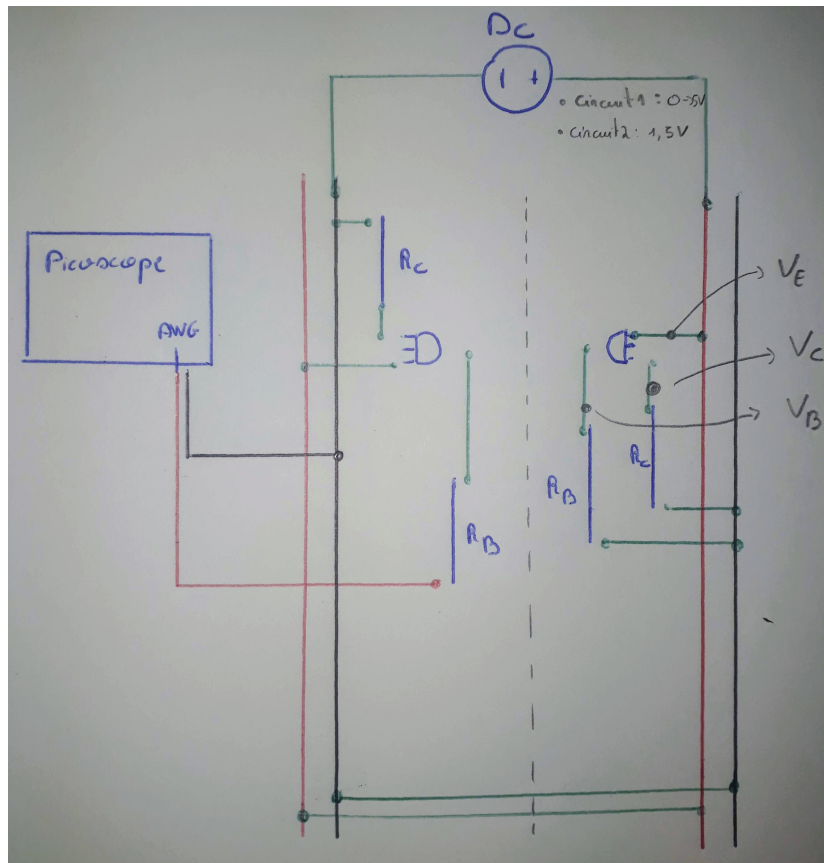 DC
I +
• Circuit 1 : 0→5V
• Circuit 2 : 1,5V
Picoscope
AWG
RC
VE
VC
VB
RC
RB
RB